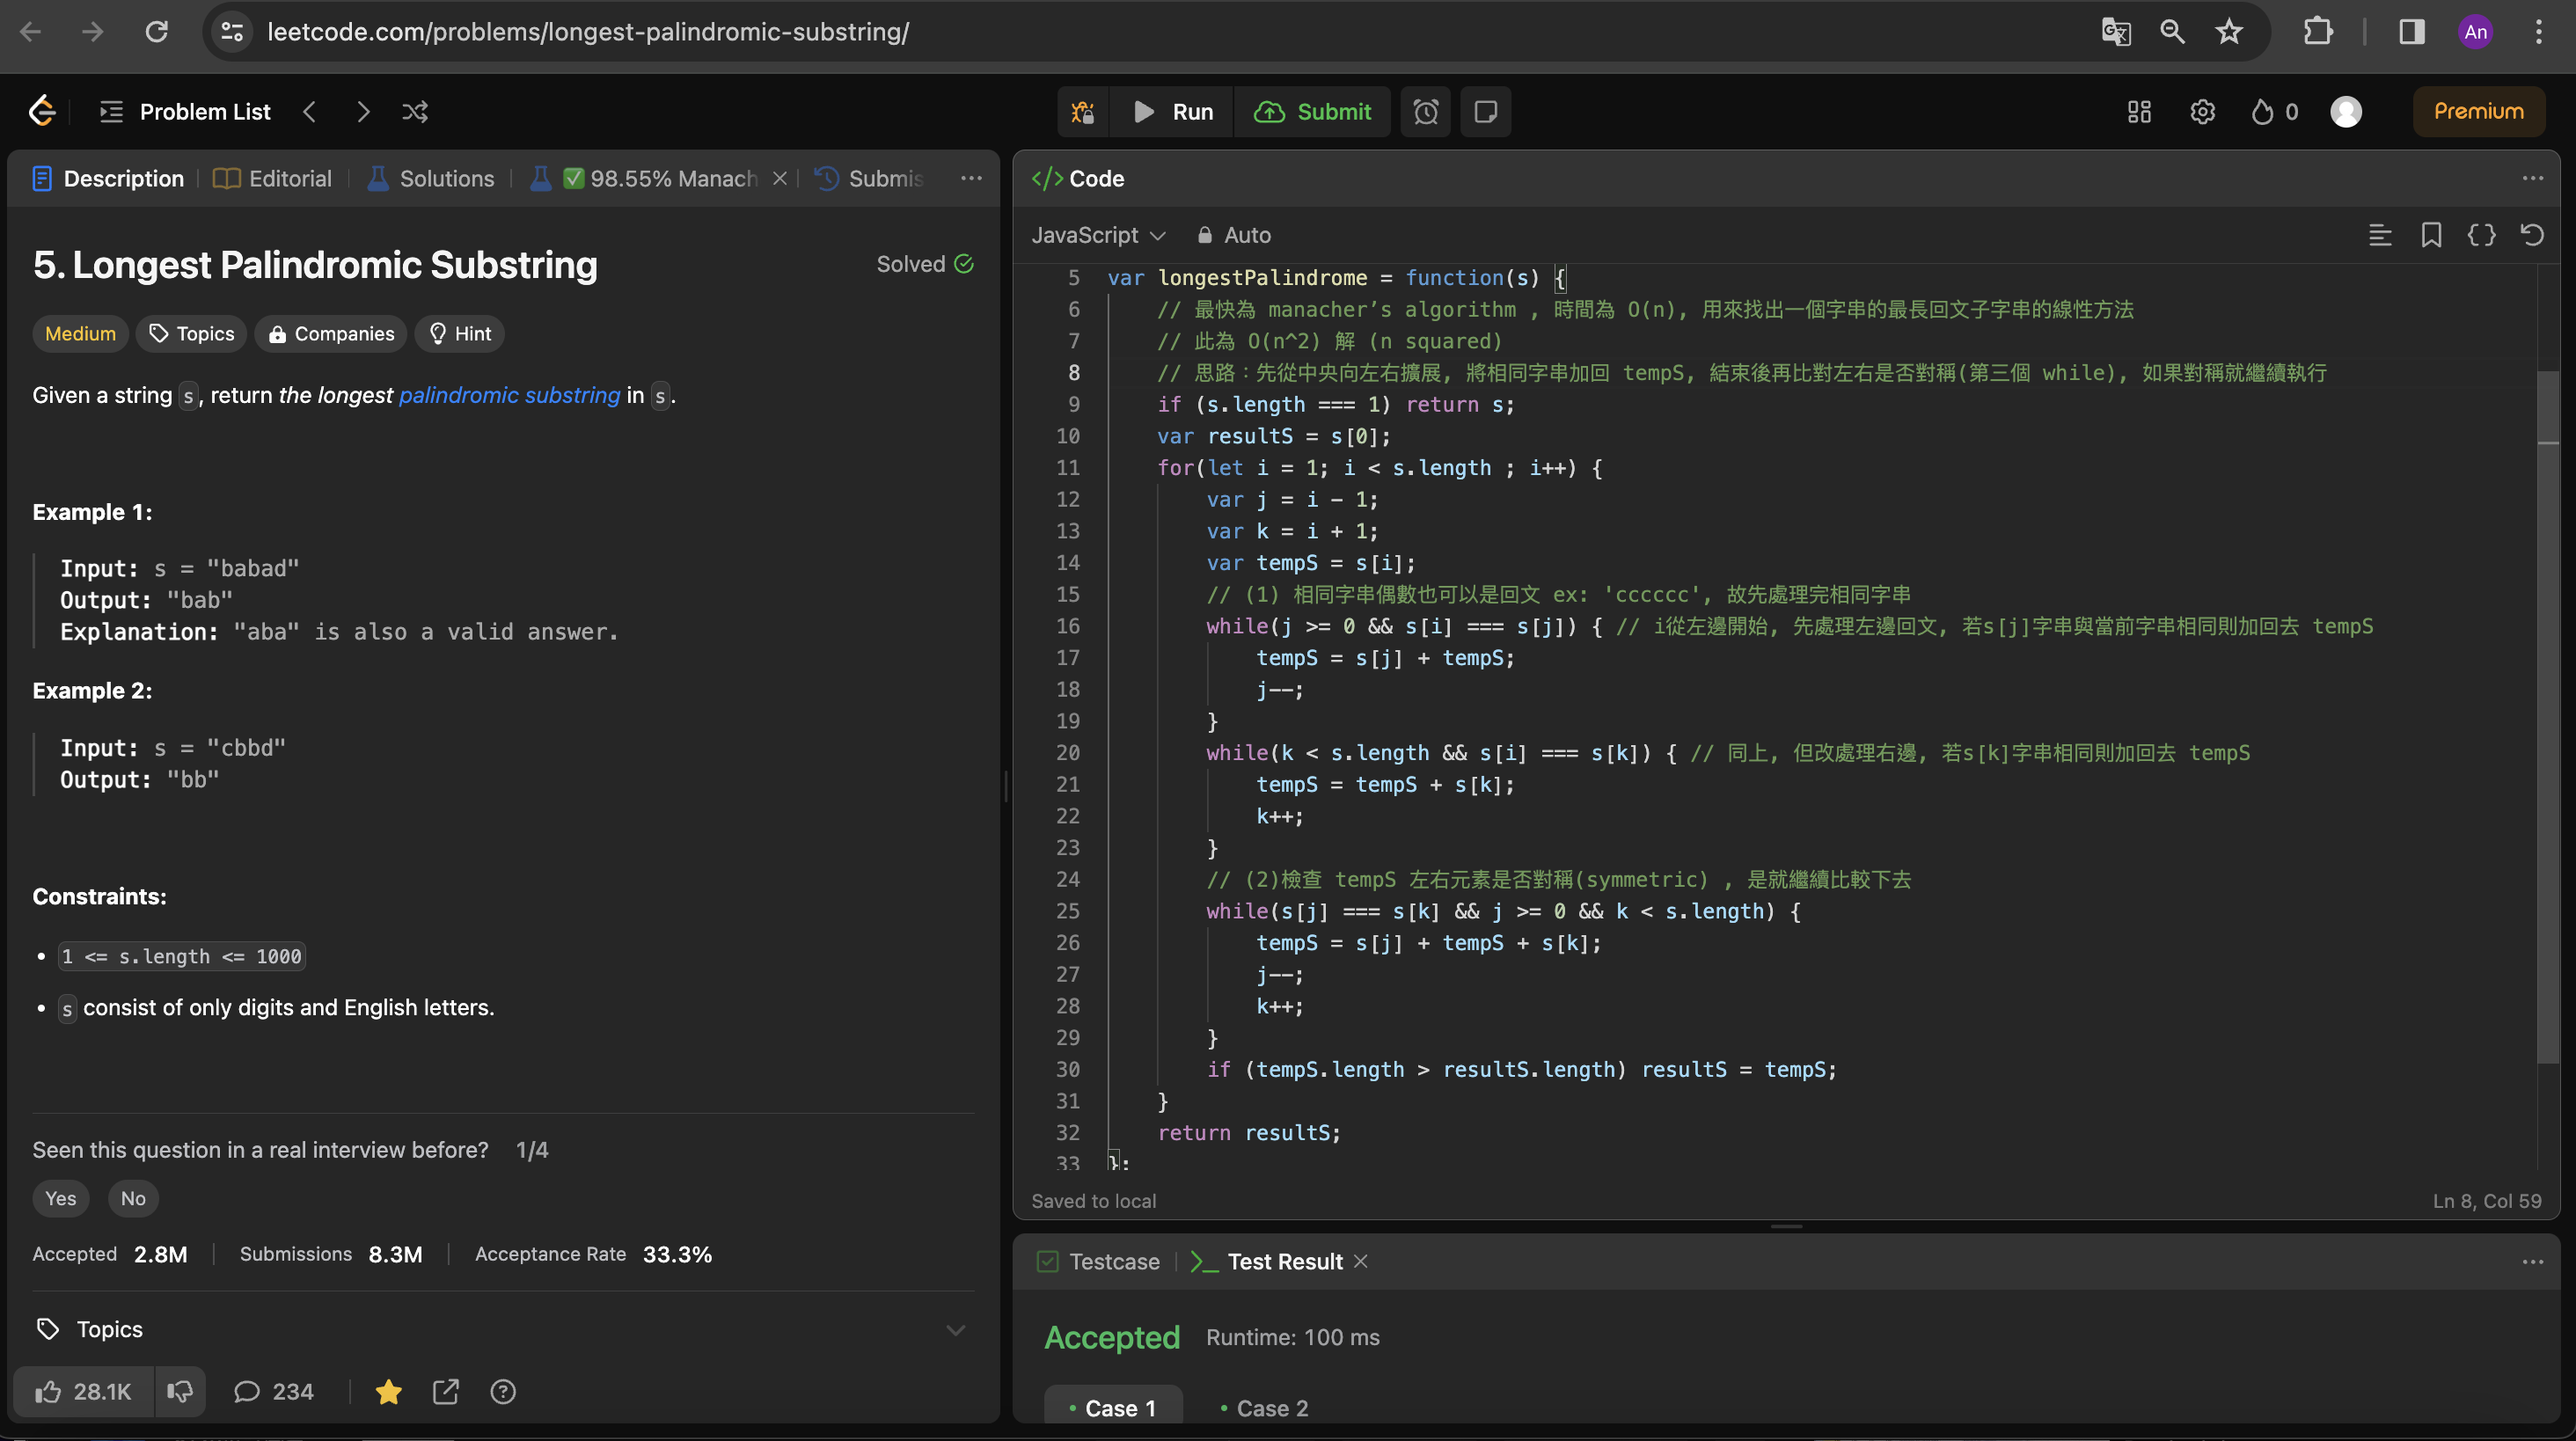 leetcode.com/problems/longest-palindromic-substring/
An
Problem List
Run
Submit
0
Premium
Description
Editorial
Solutions
98.55% Manach
Submis
5. Longest Palindromic Substring
Solved
Medium
Topics
Companies
Hint
Given a string s, return the longest palindromic substring in s.
Example 1:
Input: s = "babad"
Output: "bab"
Explanation: "aba" is also a valid answer.
Example 2:
Input: s = "cbbd"
Output: "bb"
Constraints:
1 <= s.length <= 1000
s consist of only digits and English letters.
Seen this question in a real interview before? 1/4
Yes No
Accepted 2.8M Submissions 8.3M Acceptance Rate 33.3%
Topics
28.1K 234
</> Code
JavaScript Auto
5 var longestPalindrome = function(s) {
6 // 最快為 manacher’s algorithm , 時間為 O(n), 用來找出一個字串的最長回文子字串的線性方法
7 // 此為 O(n^2) 解 (n squared)
8 // 思路：先從中央向左右擴展, 將相同字串加回 tempS, 結束後再比對左右是否對稱(第三個 while), 如果對稱就繼續執行
9 if (s.length === 1) return s;
10 var resultS = s[0];
11 for(let i = 1; i < s.length ; i++) {
12 var j = i - 1;
13 var k = i + 1;
14 var tempS = s[i];
15 // (1) 相同字串偶數也可以是回文 ex: 'cccccc', 故先處理完相同字串
16 while(j >= 0 && s[i] === s[j]) { // i從左邊開始, 先處理左邊回文, 若s[j]字串與當前字串相同則加回去 tempS
17 tempS = s[j] + tempS;
18 j--;
19 }
20 while(k < s.length && s[i] === s[k]) { // 同上, 但改處理右邊, 若s[k]字串相同則加回去 tempS
21 tempS = tempS + s[k];
22 k++;
23 }
24 // (2)檢查 tempS 左右元素是否對稱(symmetric) , 是就繼續比較下去
25 while(s[j] === s[k] && j >= 0 && k < s.length) {
26 tempS = s[j] + tempS + s[k];
27 j--;
28 k++;
29 }
30 if (tempS.length > resultS.length) resultS = tempS;
31 }
32 return resultS;
33 };
Saved to local
Ln 8, Col 59
Testcase
Test Result
Accepted Runtime: 100 ms
Case 1
Case 2